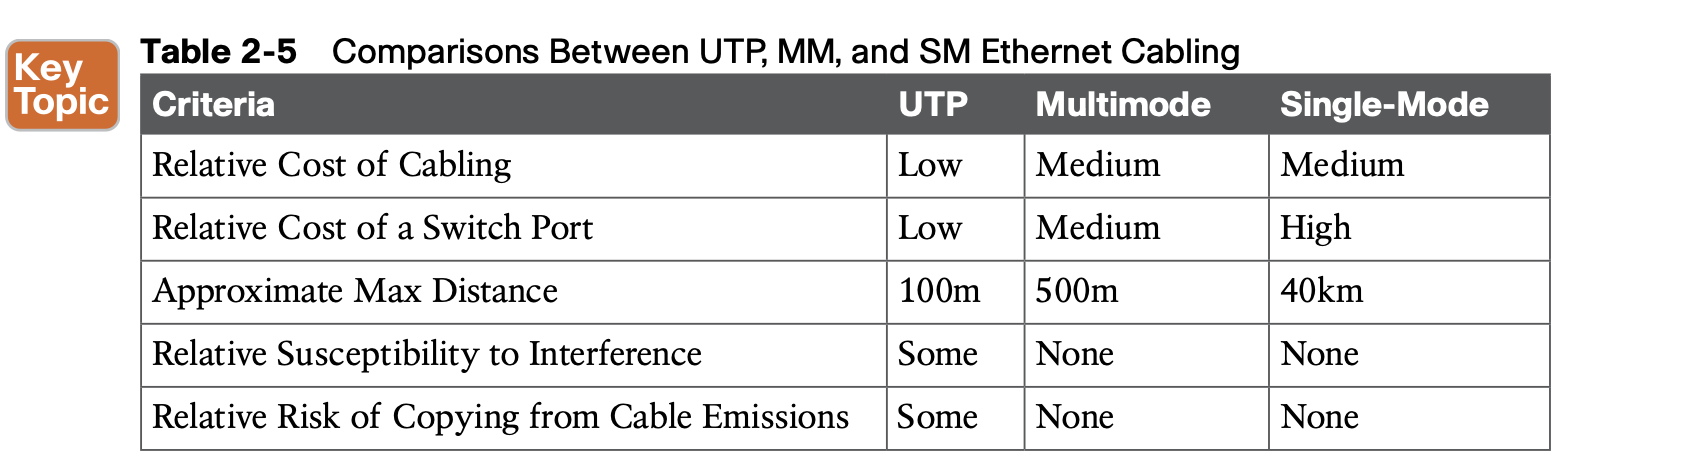 Key
Topic
Table 2-5 Comparisons Between UTP, MM, and SM Ethernet Cabling
Criteria UTP Multimode Single-Mode
Relative Cost of Cabling Low Medium Medium
Relative Cost of a Switch Port Low Medium High
Approximate Max Distance 100m 500m 40km
Relative Susceptibility to Interference Some None None
Relative Risk of Copying from Cable Emissions Some None None